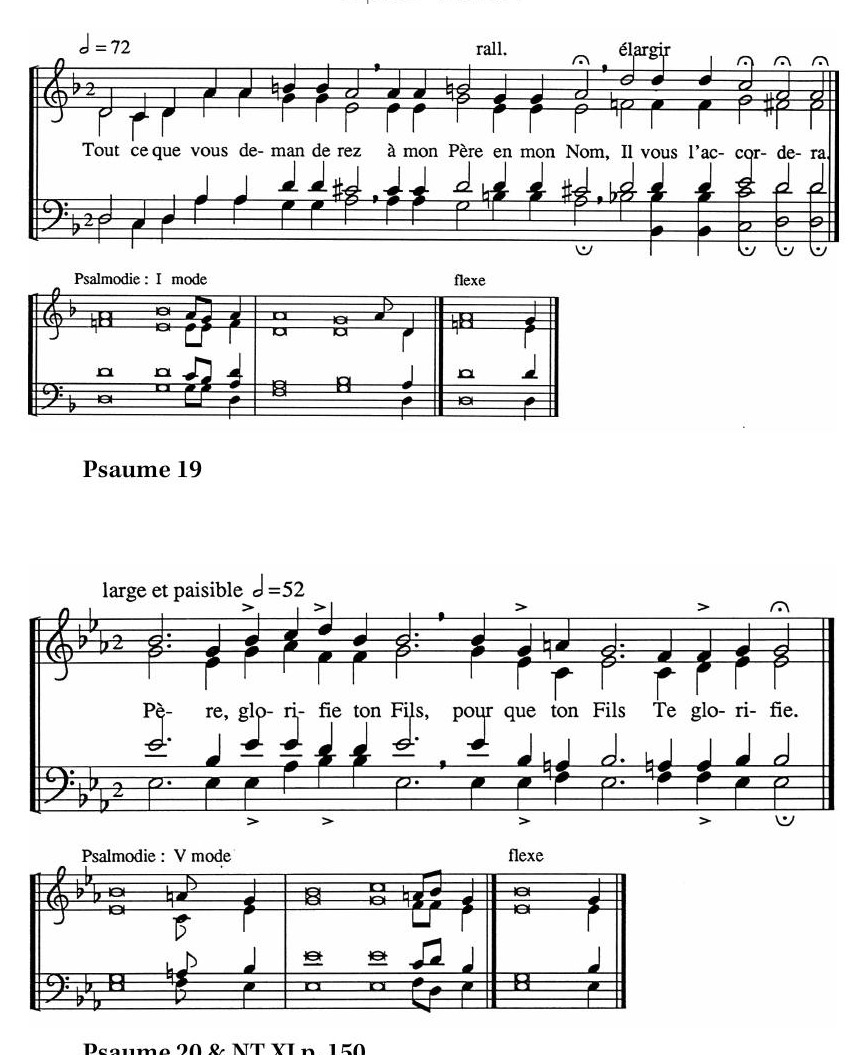 𝅗𝅥 = 72 rall. élargir
Tout ce que vous de- man de rez à mon Père en mon Nom, Il vous l'ac- cor- de- ra.
Psalmodie : I mode flexe
Psaume 19
large et paisible 𝅗𝅥 =52
Pè- re, glo- ri- fie ton Fils, pour que ton Fils Te glo- ri- fie.
Psalmodie : V mode flexe
Psaume 20 & NT XI p. 150